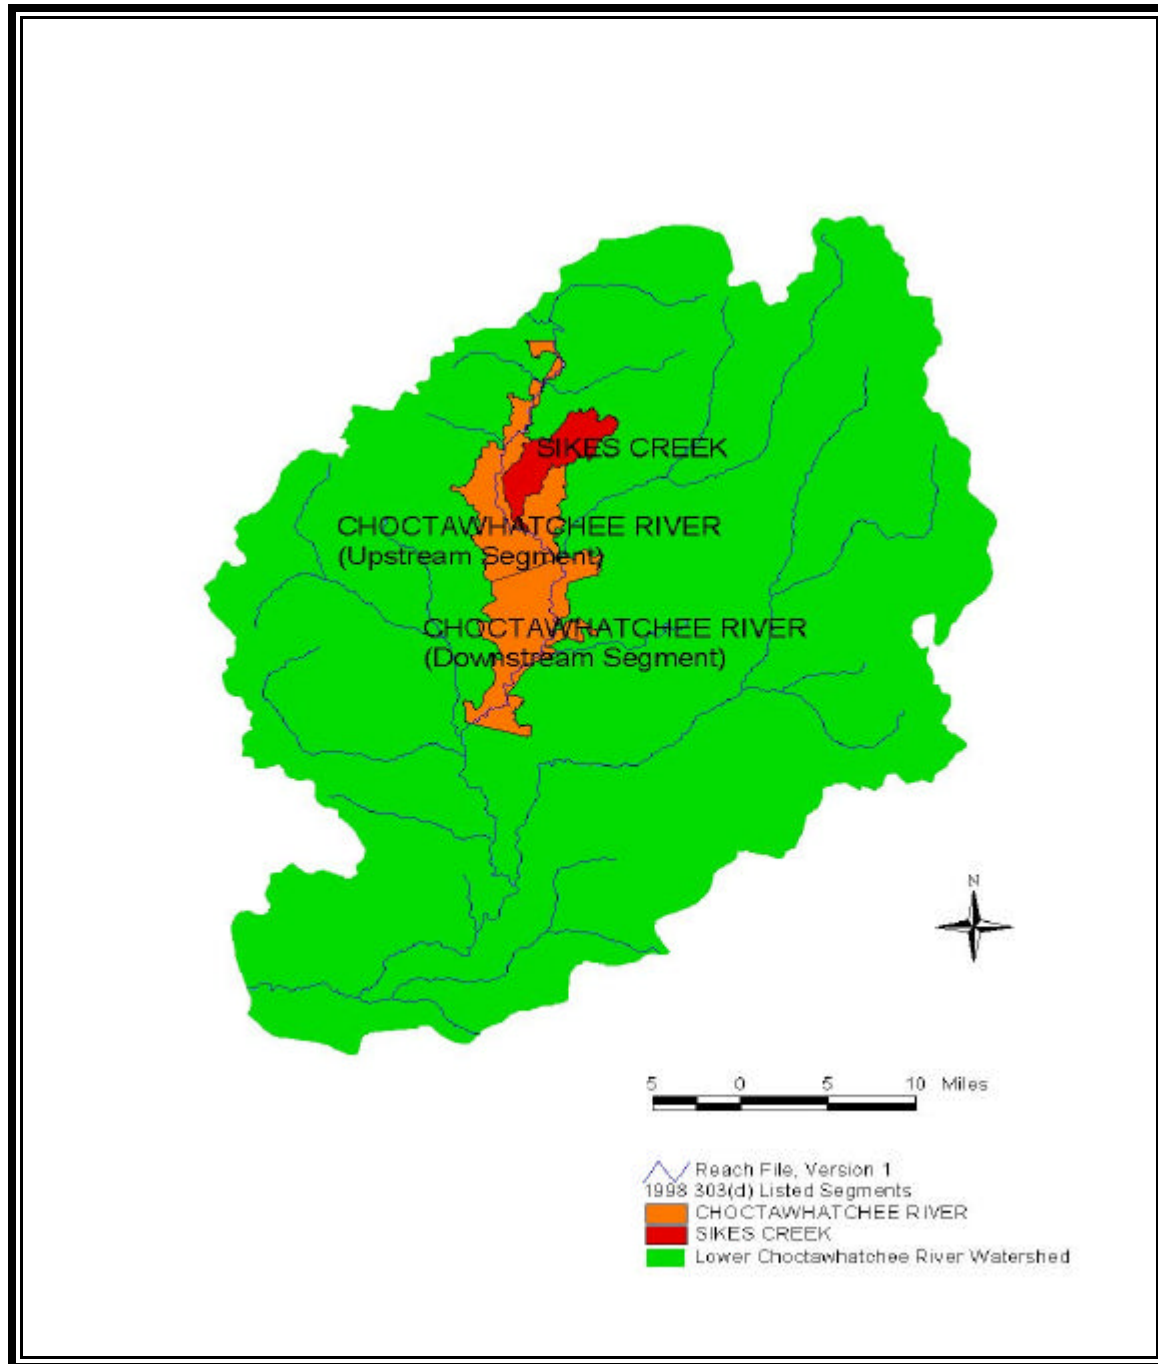 SIKES CREEK
CHOCTAWHATCHEE RIVER
(Upstream Segment)
CHOCTAWHATCHEE RIVER
(Downstream Segment)
N
5 0 5 10 Miles
Reach File, Version 1
1998 303(d) Listed Segments
CHOCTAWHATCHEE RIVER
SIKES CREEK
Lower Choctawhatchee River Watershed